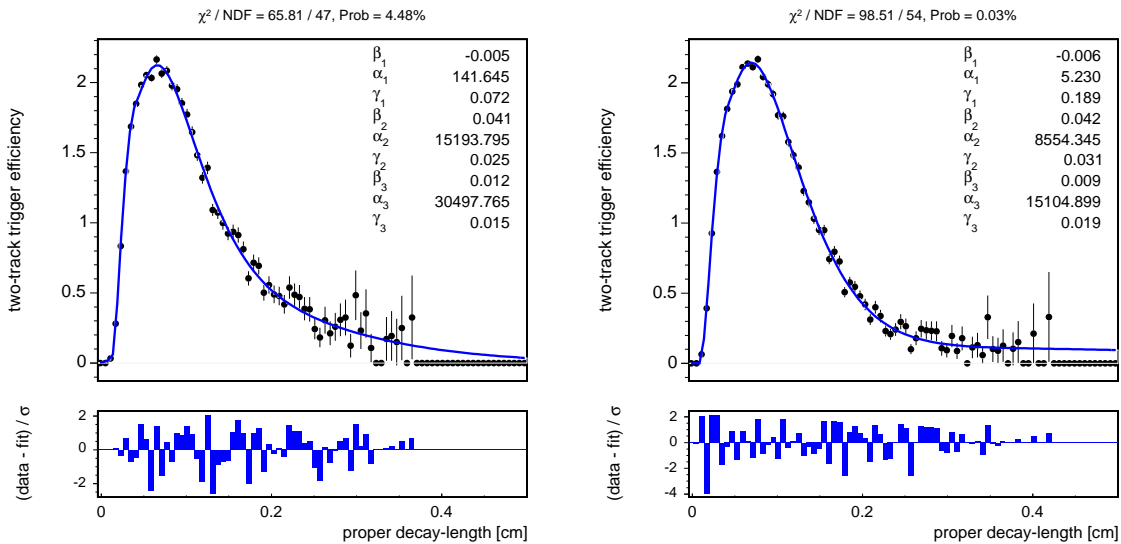 χ² / NDF = 65.81 / 47, Prob = 4.48%
two-track trigger efficiency
2
1.5
1
0.5
0
β₁ -0.005
α₁ 141.645
γ₁ 0.072
β₂ 0.041
α₂ 15193.795
γ₂ 0.025
β₃ 0.012
α₃ 30497.765
γ₃ 0.015
(data - fit) / σ
2
0
-2
0 0.2 0.4
proper decay-length [cm]
χ² / NDF = 98.51 / 54, Prob = 0.03%
two-track trigger efficiency
2
1.5
1
0.5
0
β₁ -0.006
α₁ 5.230
γ₁ 0.189
β₂ 0.042
α₂ 8554.345
γ₂ 0.031
β₃ 0.009
α₃ 15104.899
γ₃ 0.019
(data - fit) / σ
2
0
-2
-4
0 0.2 0.4
proper decay-length [cm]